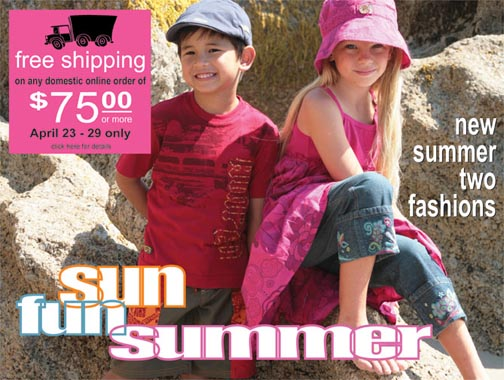 free shipping
on any domestic online order of
$75.00
or more
April 23 - 29 only
click here for details
new
summer
two
fashions
sun
fun
summer